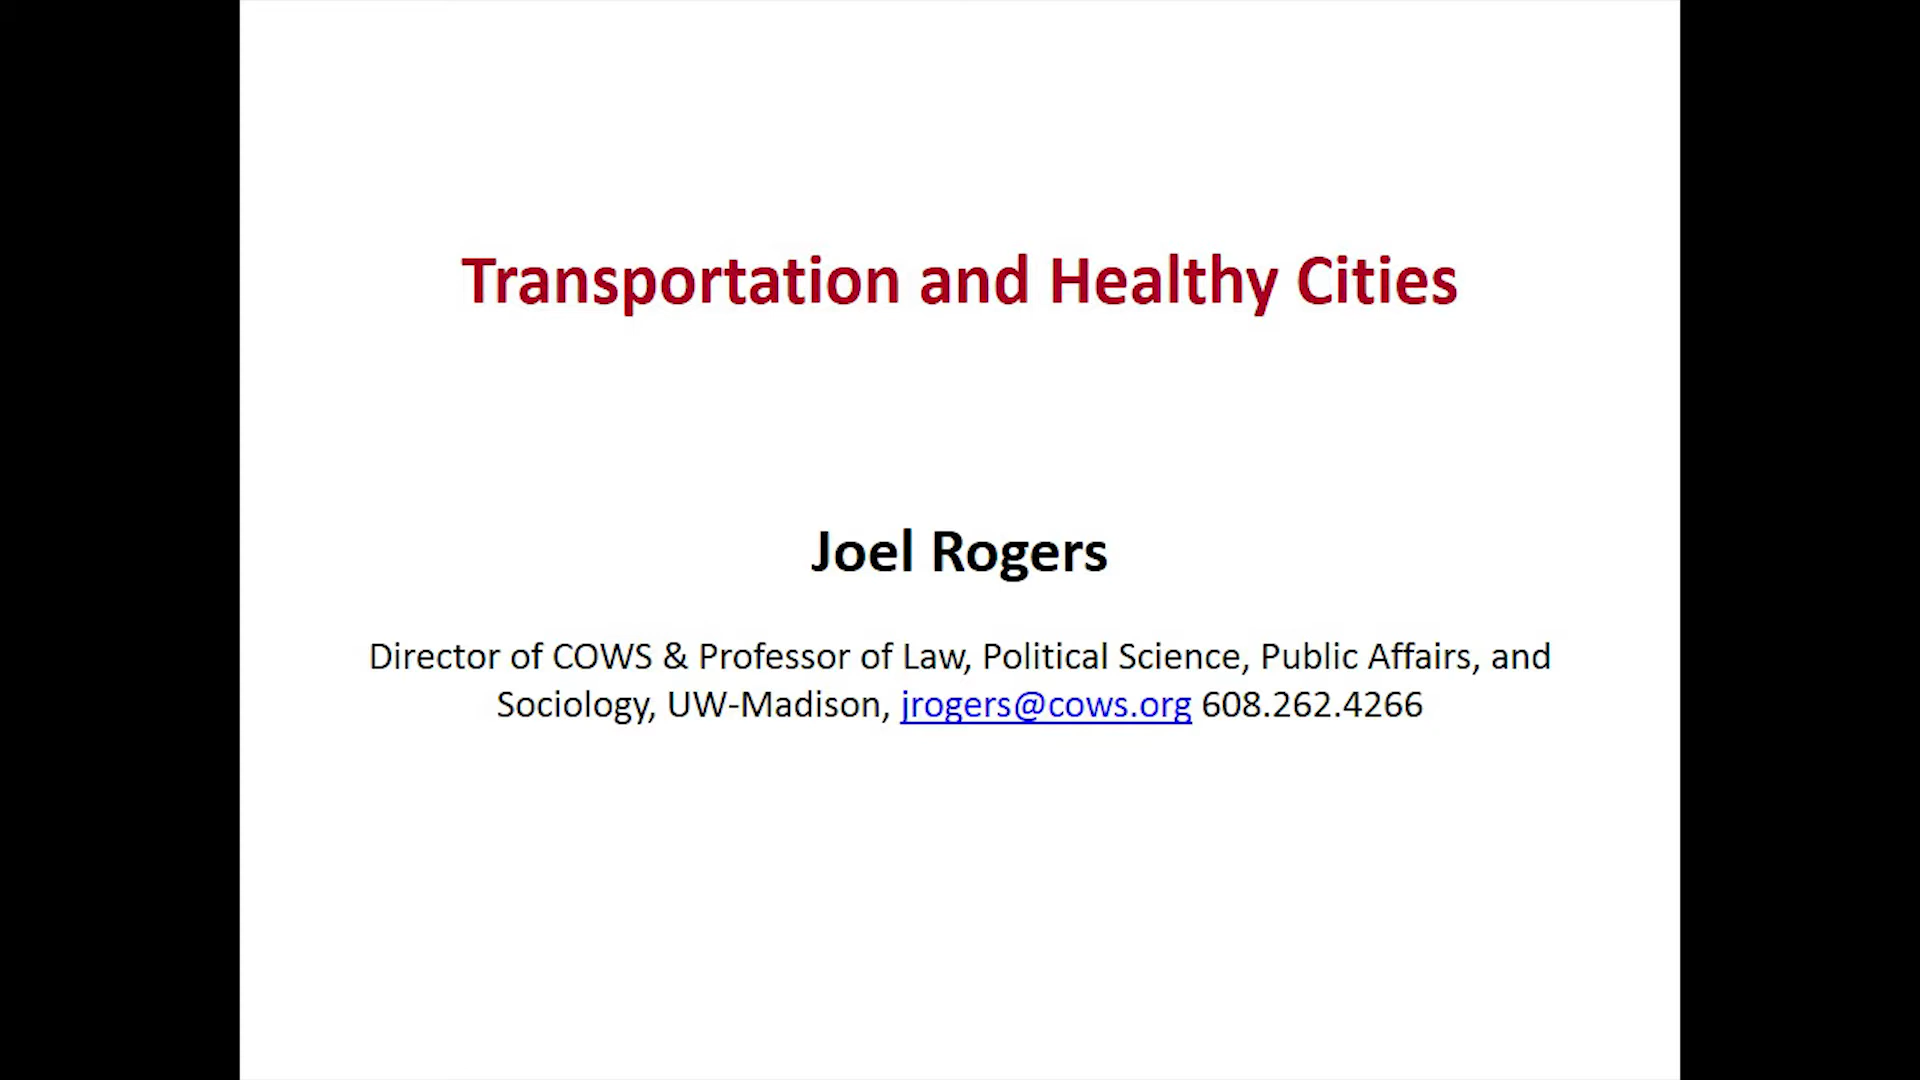 Transportation and Healthy Cities
Joel Rogers
Director of COWS & Professor of Law, Political Science, Public Affairs, and
Sociology, UW-Madison, jrogers@cows.org 608.262.4266